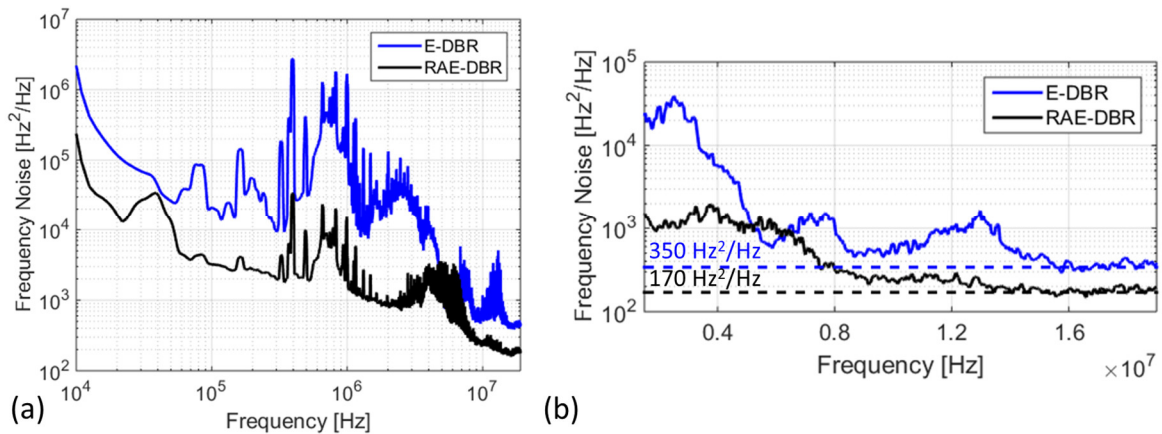 10^7
10^6
10^5
10^4
10^3
10^2
Frequency Noise [Hz^2/Hz]
E-DBR
RAE-DBR
10^4 10^5 10^6 10^7
Frequency [Hz]
(a)
10^5
10^4
10^3
10^2
Frequency Noise [Hz^2/Hz]
E-DBR
RAE-DBR
350 Hz^2/Hz
170 Hz^2/Hz
0.4 0.8 1.2 1.6
Frequency [Hz]
×10^7
(b)